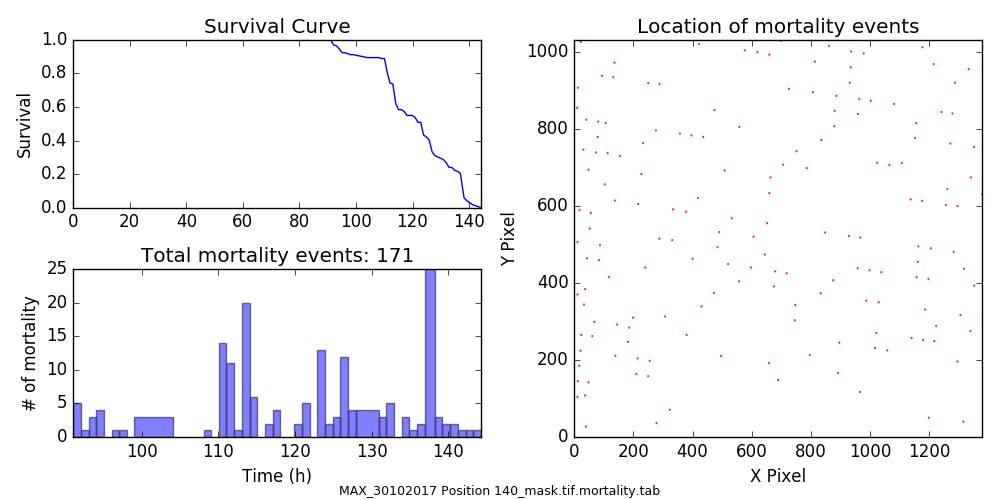 Survival Curve
1.0
0.8
0.6
0.4
0.2
0.0
Survival
0 20 40 60 80 100 120 140
Total mortality events: 171
25
20
15
10
5
0
# of mortality
100 110 120 130 140
Time (h)
Location of mortality events
1000
800
600
400
200
0
Y Pixel
0 200 400 600 800 1000 1200
X Pixel
MAX_30102017 Position 140_mask.tif.mortality.tab